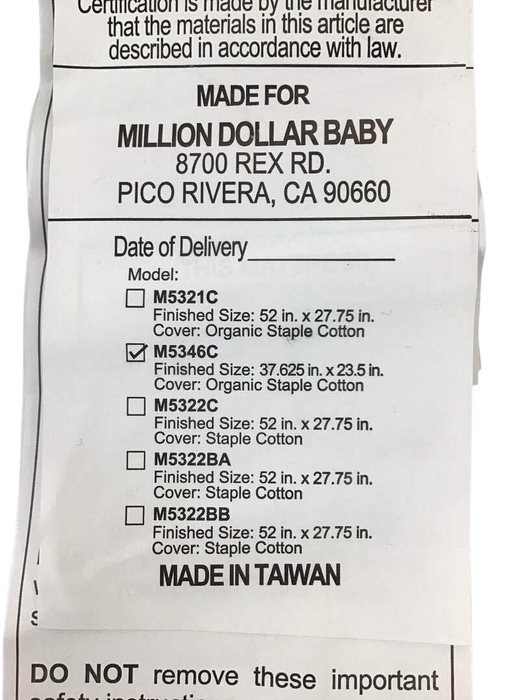 Certification is made by the manufacturer
that the materials in this article are
described in accordance with law.
MADE FOR
MILLION DOLLAR BABY
8700 REX RD.
PICO RIVERA, CA 90660
Date of Delivery
Model:
M5321C
Finished Size: 52 in. x 27.75 in.
Cover: Organic Staple Cotton
M5346C
Finished Size: 37.625 in. x 23.5 in.
Cover: Organic Staple Cotton
M5322C
Finished Size: 52 in. x 27.75 in.
Cover: Staple Cotton
M5322BA
Finished Size: 52 in. x 27.75 in.
Cover: Staple Cotton
M5322BB
Finished Size: 52 in. x 27.75 in.
Cover: Staple Cotton
MADE IN TAIWAN
DO NOT remove these important
safety